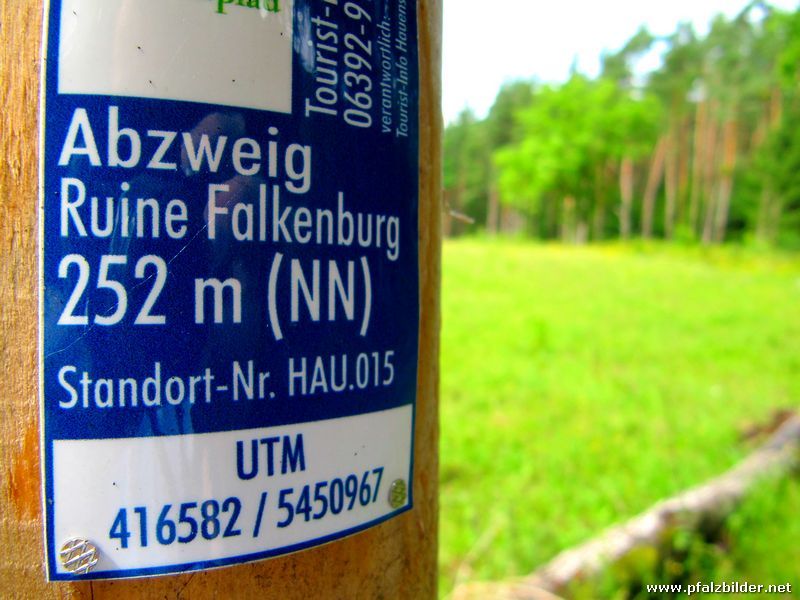 Tourist-
06392-9
verantwortlich:
Tourist-Info Hauens
Abzweig
Ruine Falkenburg
252 m (NN)
Standort-Nr. HAU.015
UTM
416582 / 5450967
www.pfalzbilder.net